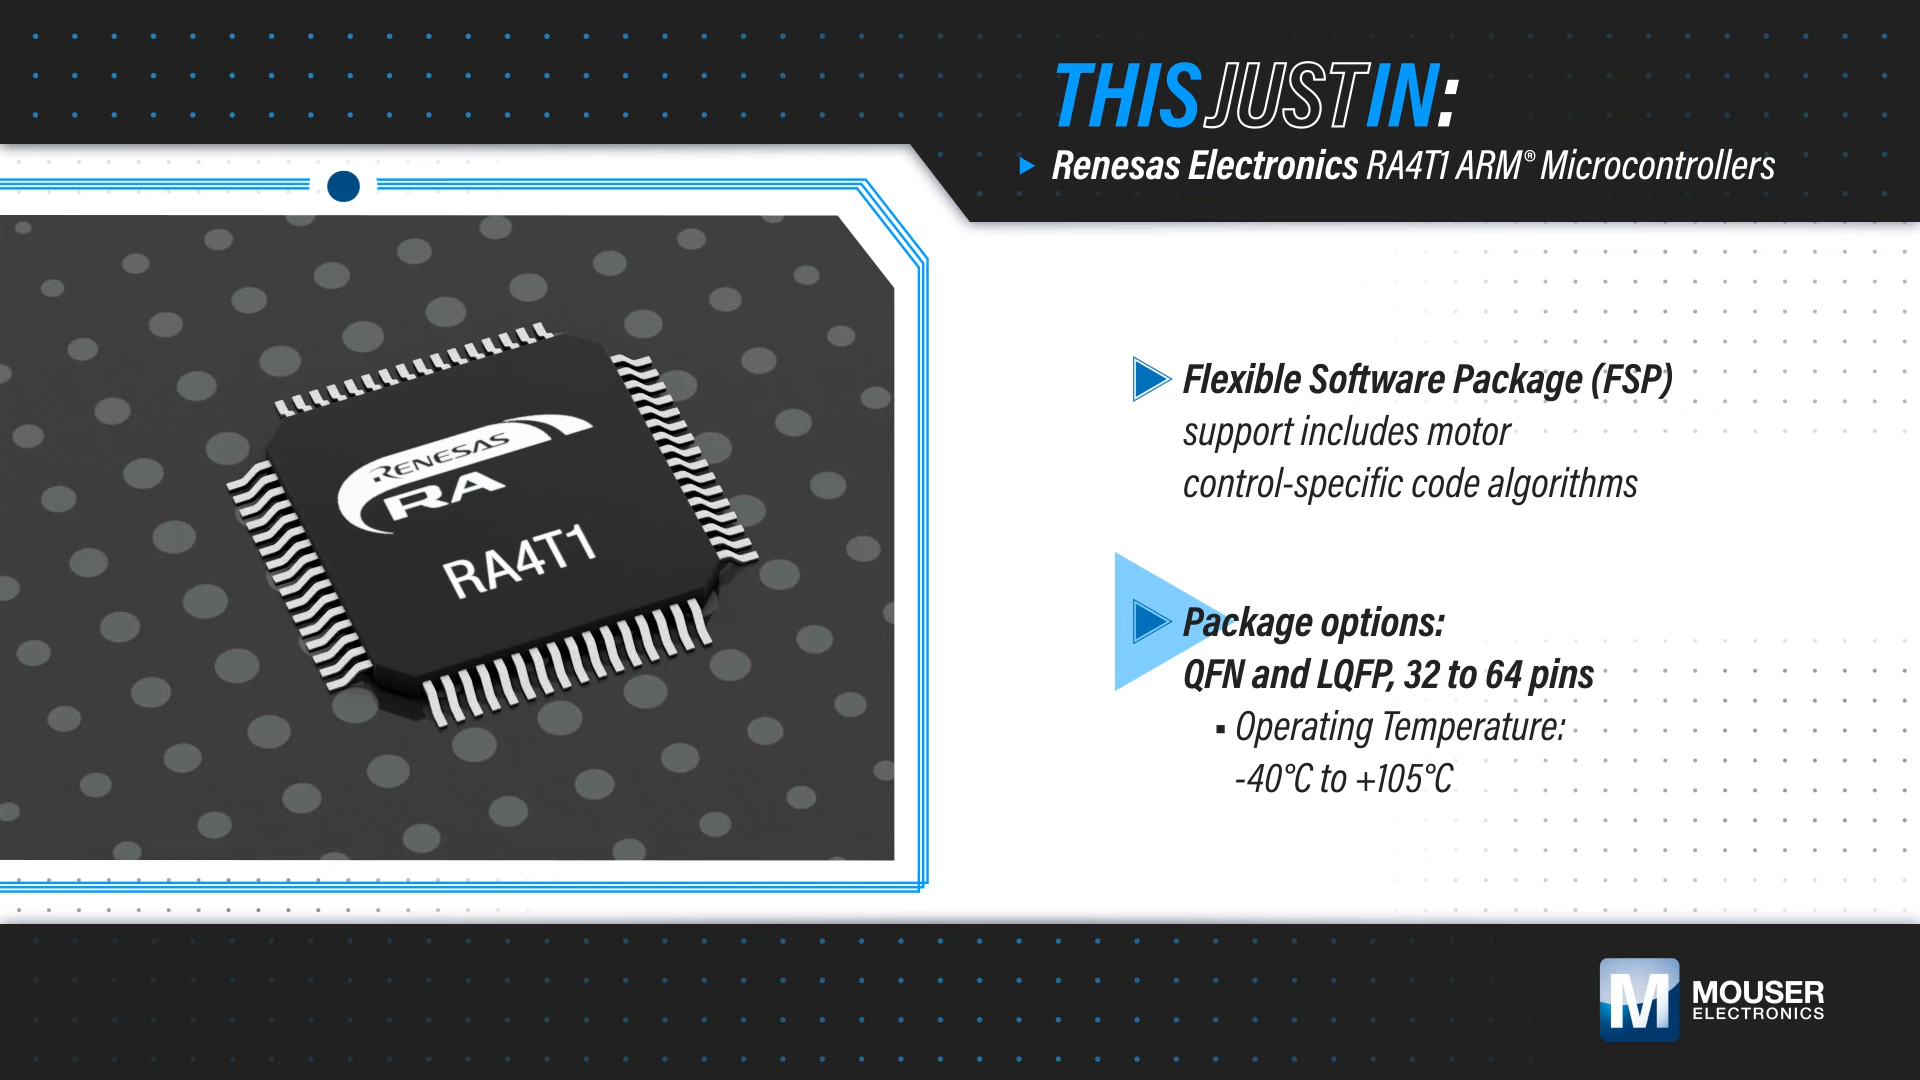 THIS JUST IN:
Renesas Electronics RA4T1 ARM® Microcontrollers
RENESAS
RA
RA4T1
Flexible Software Package (FSP)
support includes motor
control-specific code algorithms
Package options:
QFN and LQFP, 32 to 64 pins
▪ Operating Temperature:
-40°C to +105°C
M
MOUSER
ELECTRONICS